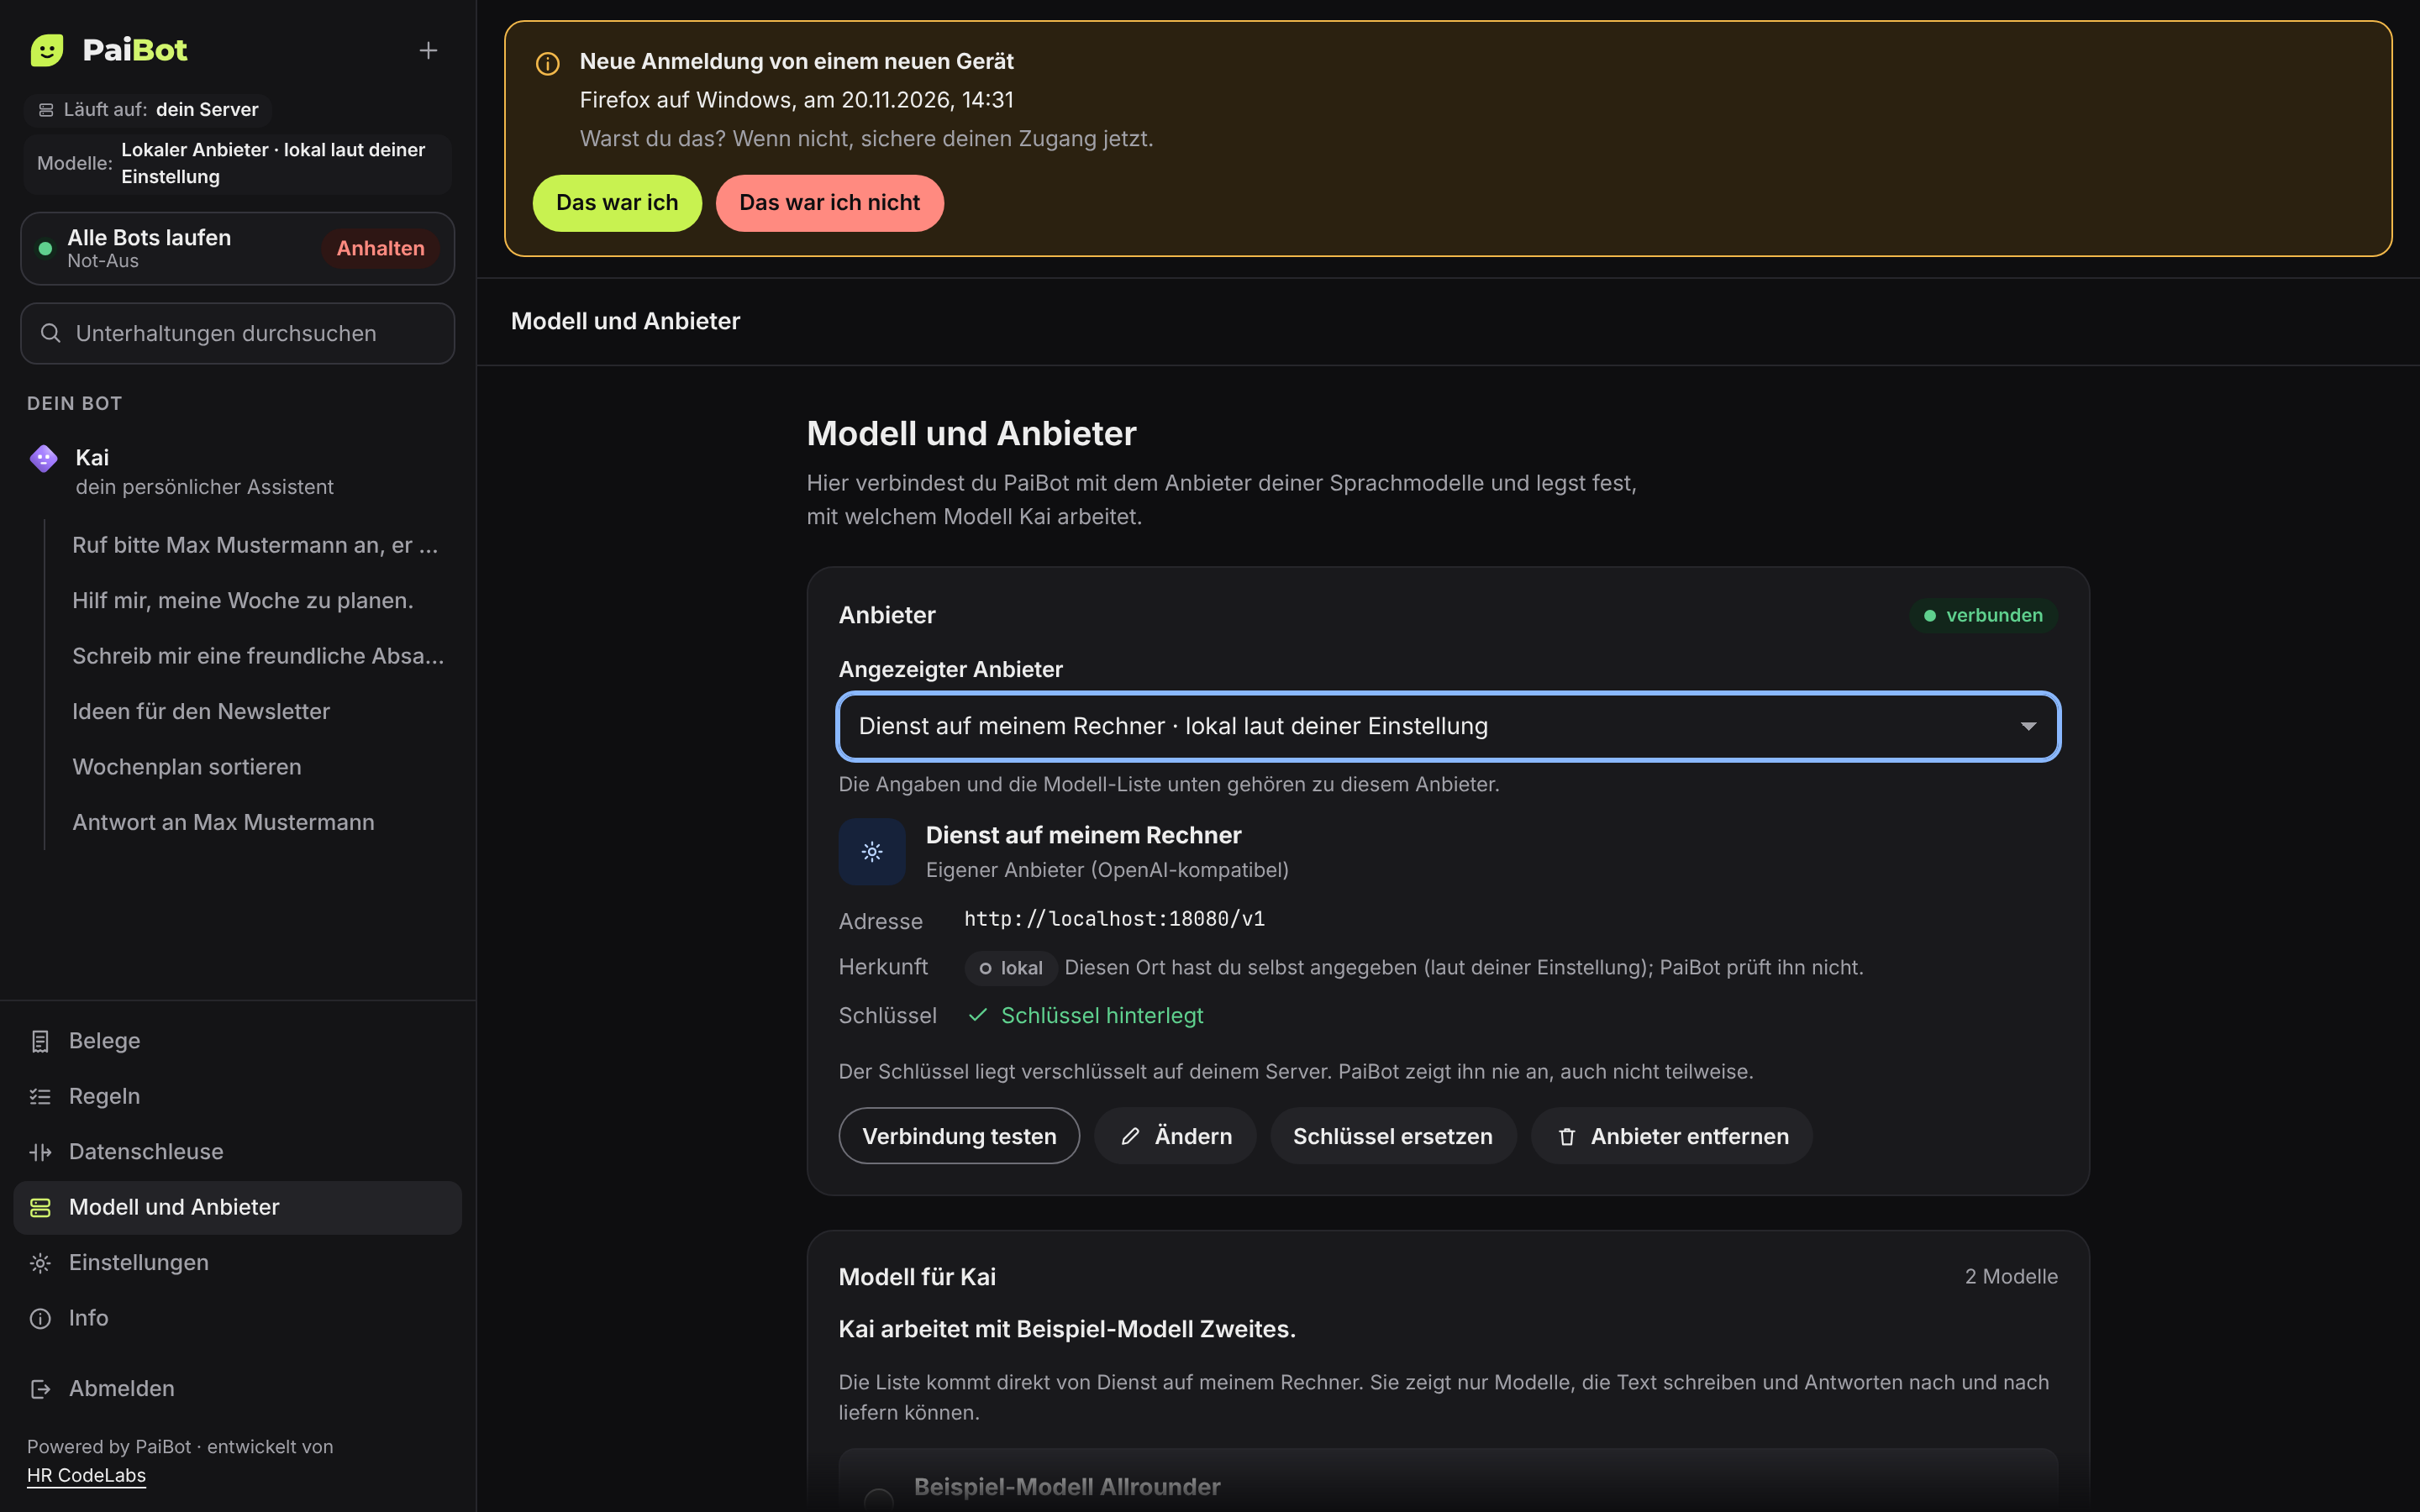 PaiBot
Läuft auf: dein Server
Modelle: Lokaler Anbieter · lokal laut deiner
Einstellung
Alle Bots laufen
Not-Aus
Anhalten
Unterhaltungen durchsuchen
DEIN BOT
Kai
dein persönlicher Assistent
Ruf bitte Max Mustermann an, er ...
Hilf mir, meine Woche zu planen.
Schreib mir eine freundliche Absa...
Ideen für den Newsletter
Wochenplan sortieren
Antwort an Max Mustermann
Belege
Regeln
Datenschleuse
Modell und Anbieter
Einstellungen
Info
Abmelden
Powered by PaiBot · entwickelt von
HR CodeLabs
Neue Anmeldung von einem neuen Gerät
Firefox auf Windows, am 20.11.2026, 14:31
Warst du das? Wenn nicht, sichere deinen Zugang jetzt.
Das war ich
Das war ich nicht
Modell und Anbieter
Modell und Anbieter
Hier verbindest du PaiBot mit dem Anbieter deiner Sprachmodelle und legst fest,
mit welchem Modell Kai arbeitet.
Anbieter
verbunden
Angezeigter Anbieter
Dienst auf meinem Rechner · lokal laut deiner Einstellung
Die Angaben und die Modell-Liste unten gehören zu diesem Anbieter.
Dienst auf meinem Rechner
Eigener Anbieter (OpenAI-kompatibel)
Adresse http://localhost:18080/v1
Herkunft lokal Diesen Ort hast du selbst angegeben (laut deiner Einstellung); PaiBot prüft ihn nicht.
Schlüssel Schlüssel hinterlegt
Der Schlüssel liegt verschlüsselt auf deinem Server. PaiBot zeigt ihn nie an, auch nicht teilweise.
Verbindung testen
Ändern
Schlüssel ersetzen
Anbieter entfernen
Modell für Kai
2 Modelle
Kai arbeitet mit Beispiel-Modell Zweites.
Die Liste kommt direkt von Dienst auf meinem Rechner. Sie zeigt nur Modelle, die Text schreiben und Antworten nach und nach
liefern können.
Beispiel-Modell Allrounder